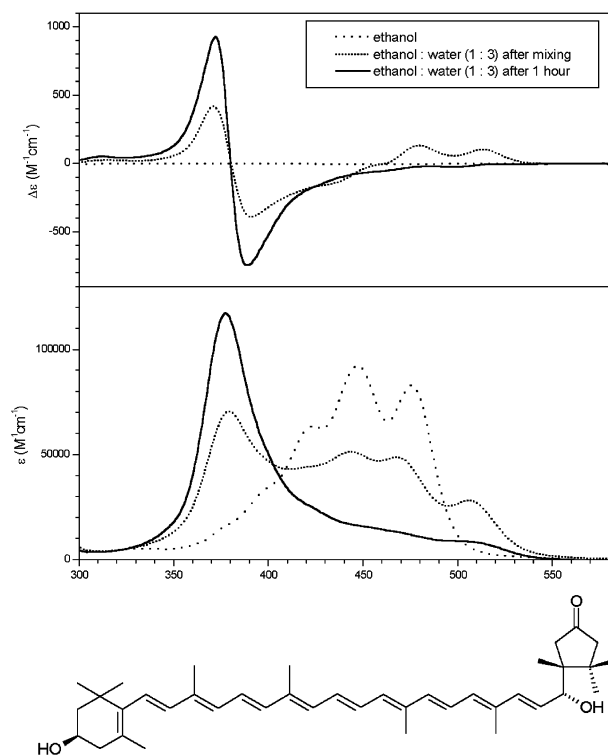 ethanol
ethanol : water (1 : 3) after mixing
ethanol : water (1 : 3) after 1 hour
1000
500
0
-500
Δε (M⁻¹cm⁻¹)
100000
50000
0
ε (M⁻¹cm⁻¹)
300 350 400 450 500 550
O
OH
HO